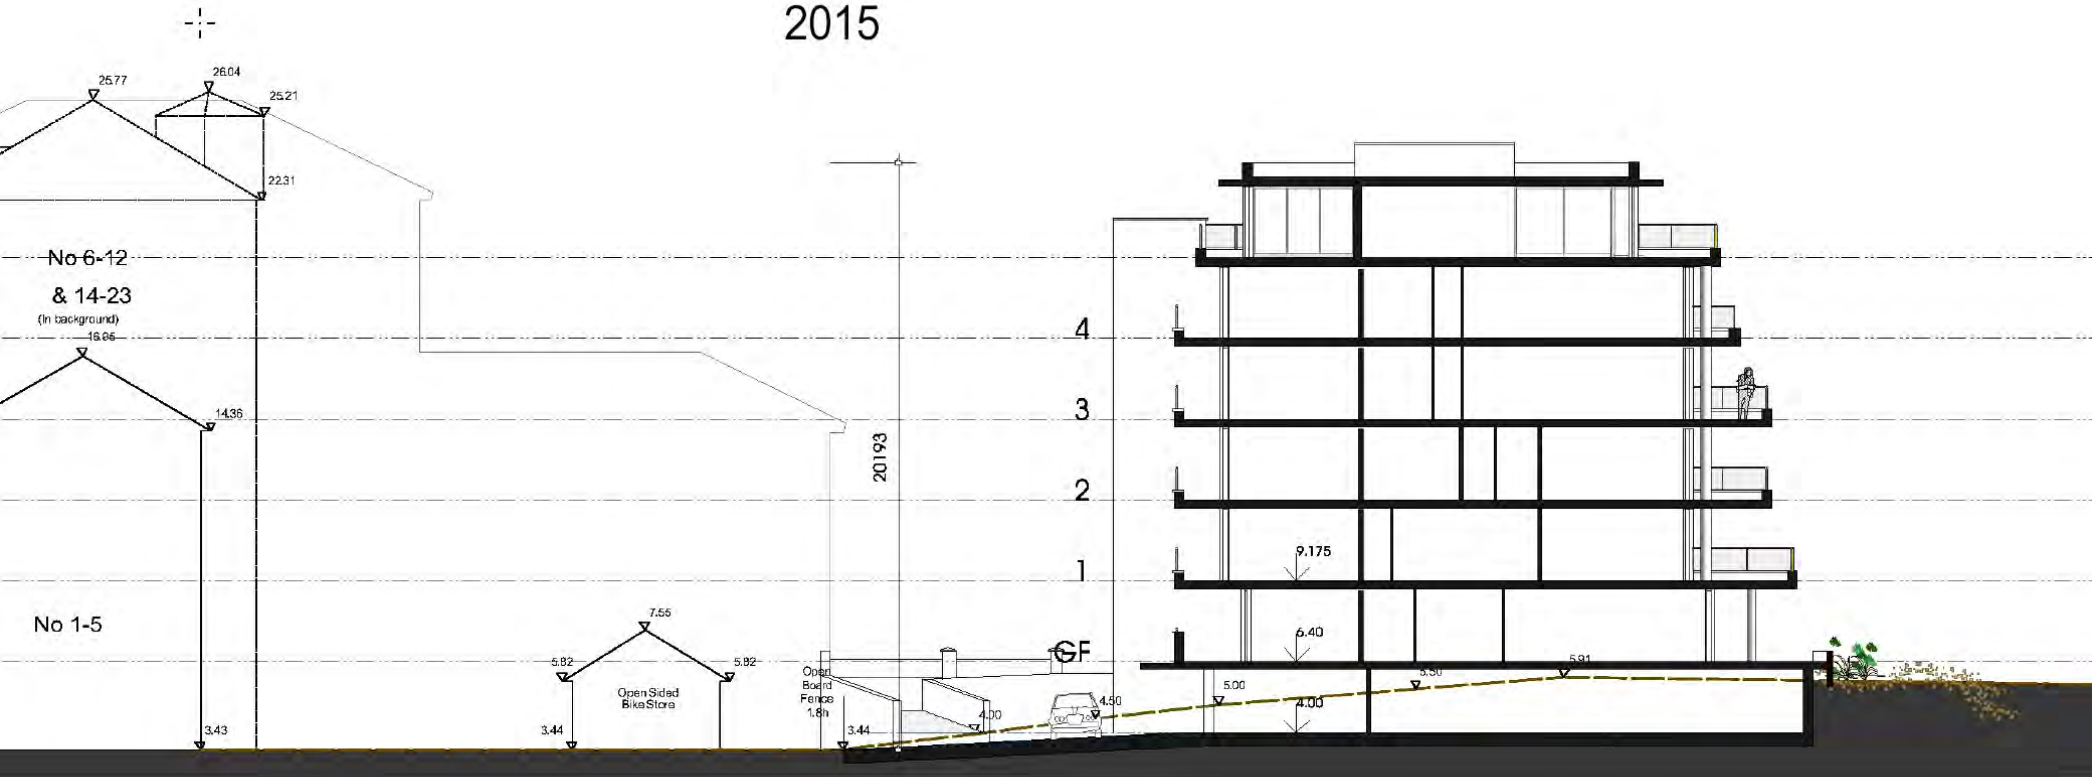 2015
25.77
26.04
25.21
22.31
No 6-12
& 14-23
(In background)
16.95
14.36
4
3
20193
2
9.175
1
No 1-5
7.55
6.40
GF
5.82
5.82
5.91
Open
Board
Fence
1.8h
Open Sided
Bike Store
5.50
5.00
4.50
4.00
4.00
3.43
3.44
3.44